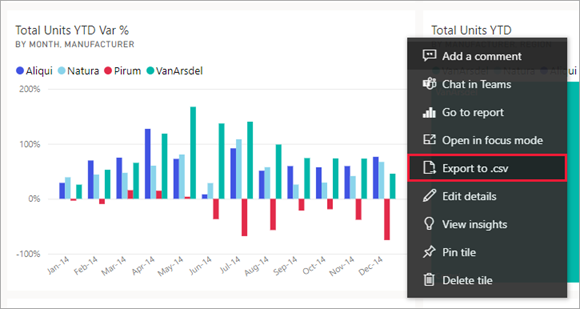 Total Units YTD Var %
BY MONTH, MANUFACTURER
Aliqui Natura Pirum VanArsdel
200%
100%
0%
-100%
Jan-14 Feb-14 Mar-14 Apr-14 May-14 Jun-14 Jul-14 Aug-14 Sep-14 Oct-14 Nov-14 Dec-14
Total Units YTD
Add a comment
Chat in Teams
Go to report
Open in focus mode
Export to .csv
Edit details
View insights
Pin tile
Delete tile